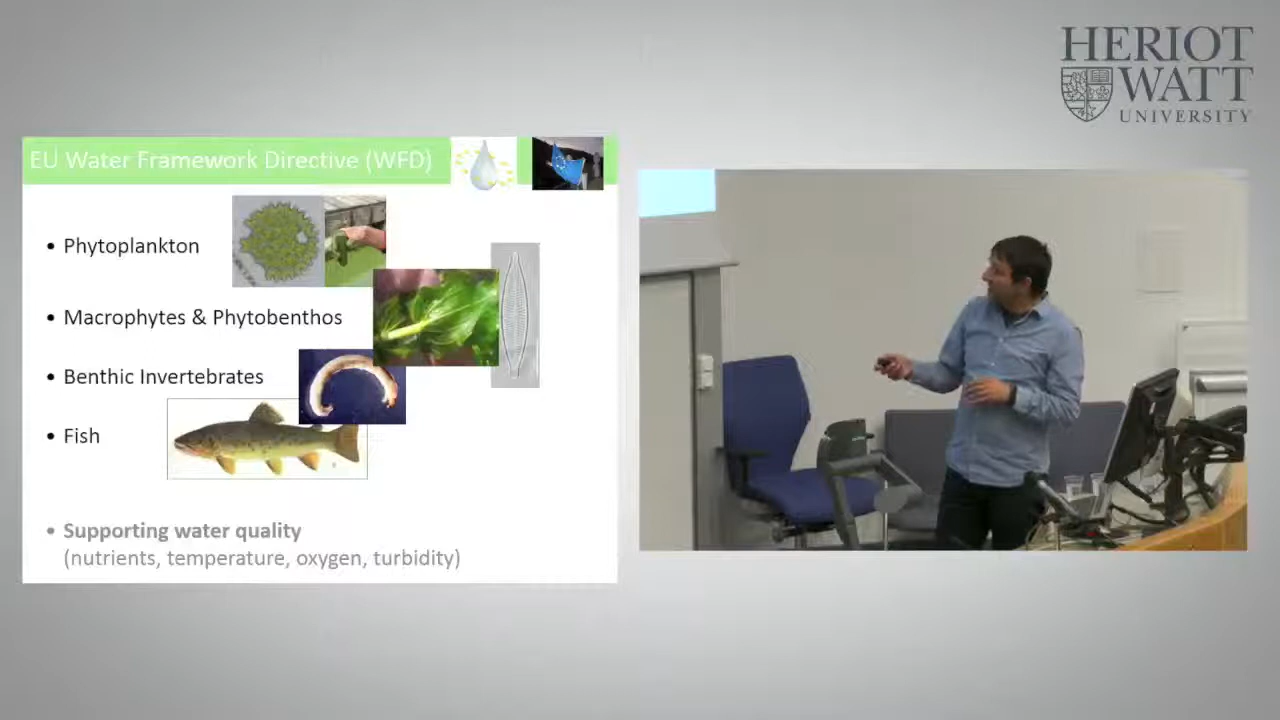 HERIOT
WATT
UNIVERSITY
EU Water Framework Directive (WFD)
• Phytoplankton
• Macrophytes & Phytobenthos
• Benthic Invertebrates
• Fish
• Supporting water quality
(nutrients, temperature, oxygen, turbidity)